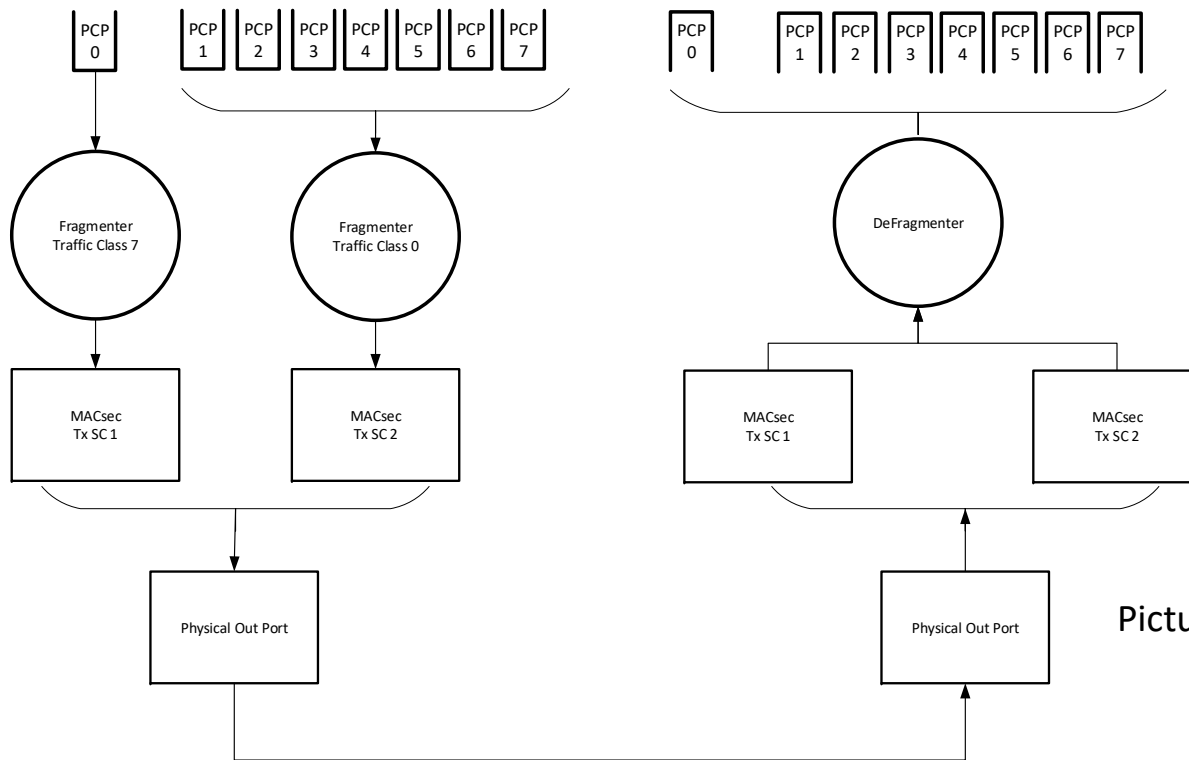 PCP
0
PCP
1
PCP
2
PCP
3
PCP
4
PCP
5
PCP
6
PCP
7
PCP
0
PCP
1
PCP
2
PCP
3
PCP
4
PCP
5
PCP
6
PCP
7
Fragmenter
Traffic Class 7
Fragmenter
Traffic Class 0
DeFragmenter
MACsec
Tx SC 1
MACsec
Tx SC 2
MACsec
Tx SC 1
MACsec
Tx SC 2
Physical Out Port
Physical Out Port